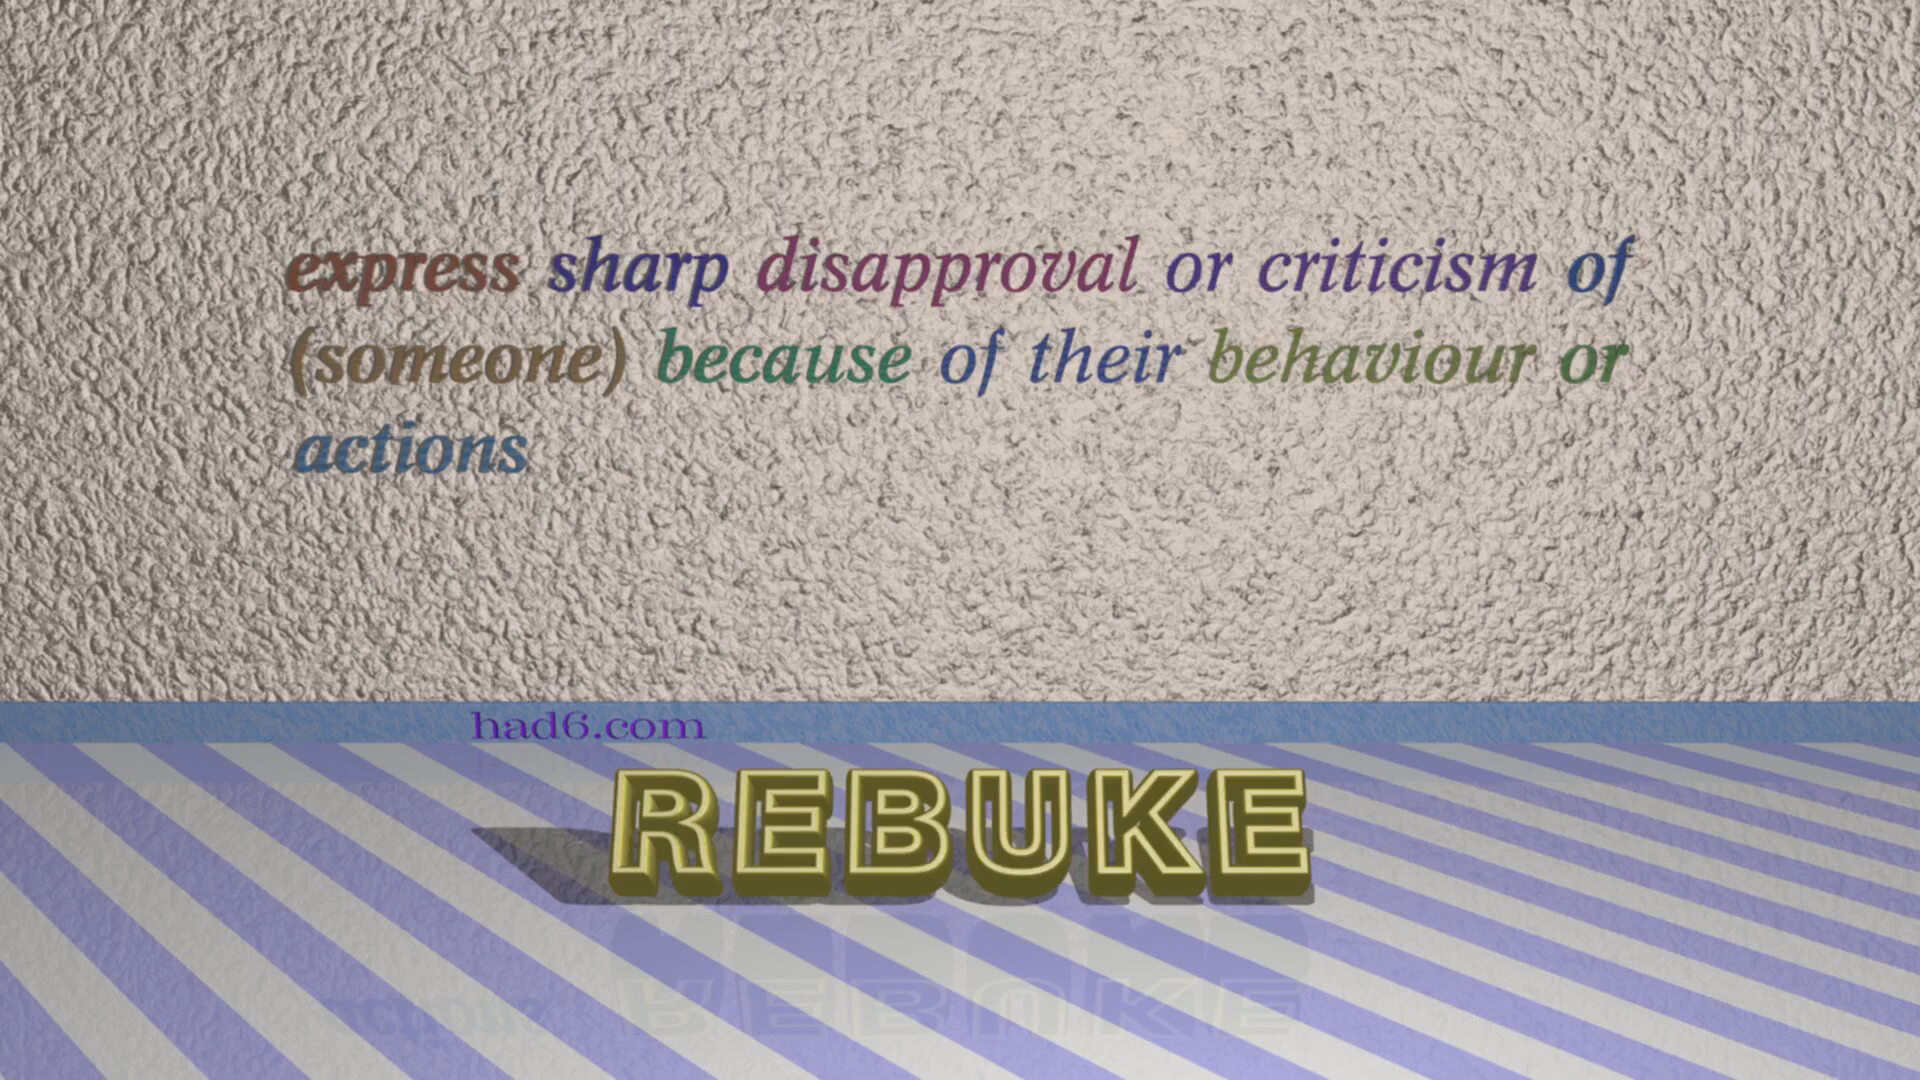 express sharp disapproval or criticism of
(someone) because of their behaviour or
actions
had6.com
REBUKE